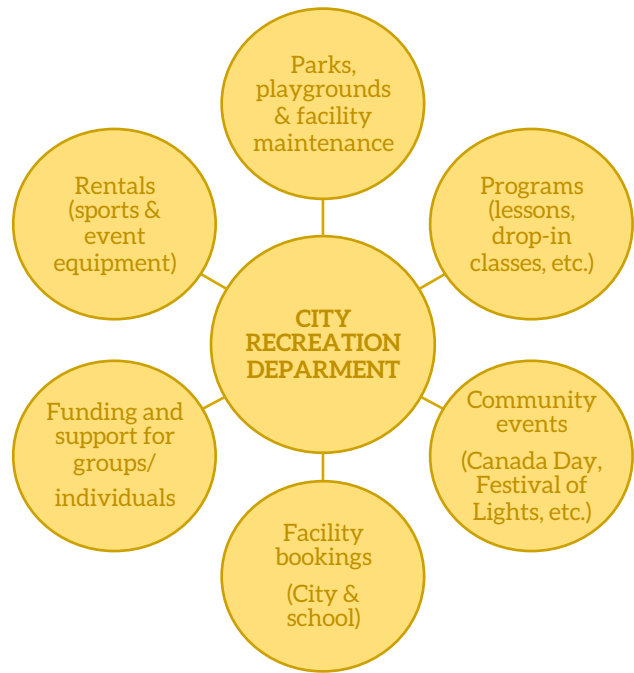 Parks,
playgrounds
& facility
maintenance
Rentals
(sports &
event
equipment)
Programs
(lessons,
drop-in
classes, etc.)
CITY
RECREATION
DEPARMENT
Funding and
support for
groups/
individuals
Community
events
(Canada Day,
Festival of
Lights, etc.)
Facility
bookings
(City &
school)